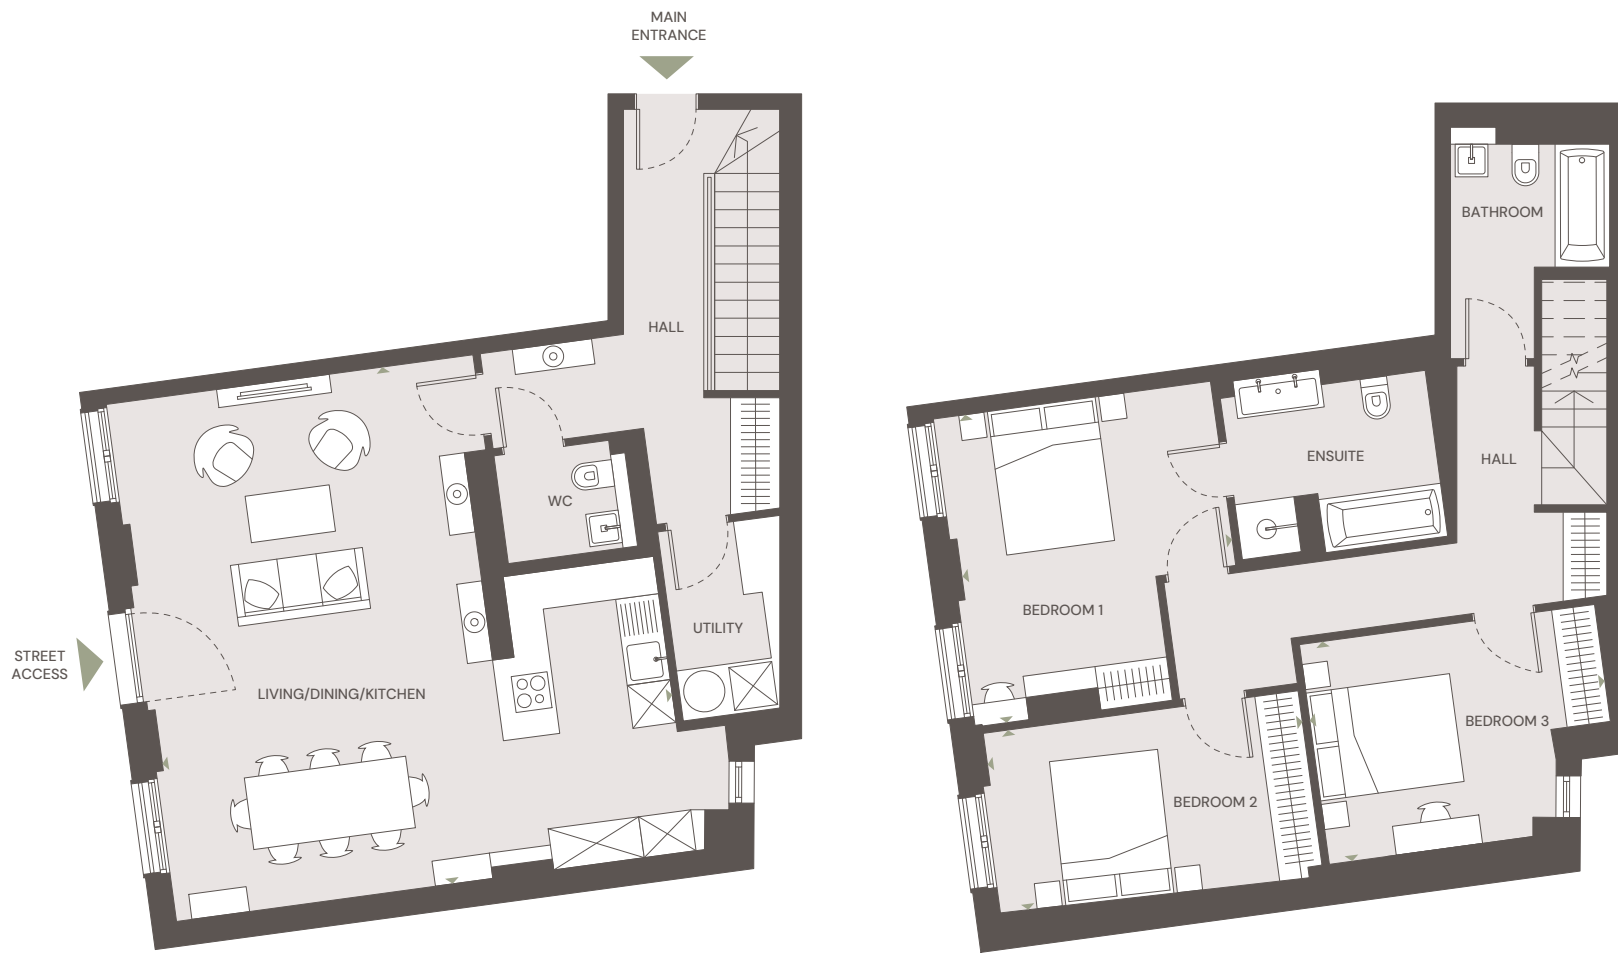 MAIN
ENTRANCE
HALL
WC
UTILITY
STREET
ACCESS
LIVING/DINING/KITCHEN
BATHROOM
HALL
ENSUITE
BEDROOM 1
BEDROOM 2
BEDROOM 3